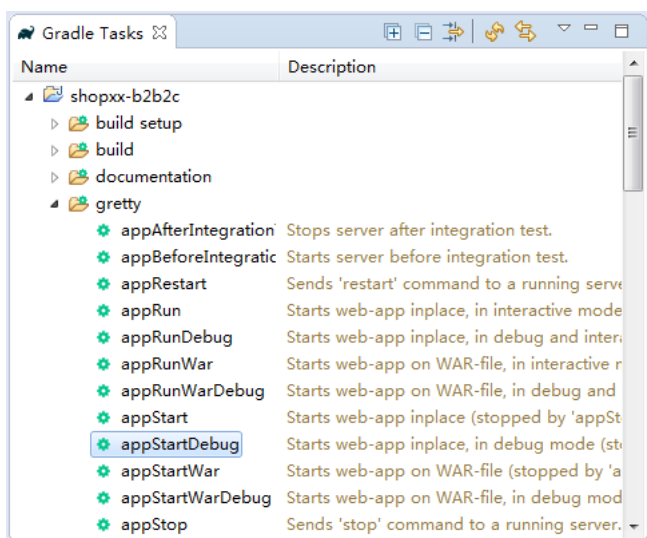 Gradle Tasks
Name Description
shopxx-b2b2c
build setup
build
documentation
gretty
appAfterIntegration Stops server after integration test.
appBeforeIntegratic Starts server before integration test.
appRestart Sends 'restart' command to a running serve
appRun Starts web-app inplace, in interactive mode
appRunDebug Starts web-app inplace, in debug and inter
appRunWar Starts web-app on WAR-file, in interactive r
appRunWarDebug Starts web-app on WAR-file, in debug and
appStart Starts web-app inplace (stopped by 'appSt
appStartDebug Starts web-app inplace, in debug mode (st
appStartWar Starts web-app on WAR-file (stopped by 'a
appStartWarDebug Starts web-app on WAR-file, in debug mod
appStop Sends 'stop' command to a running server.